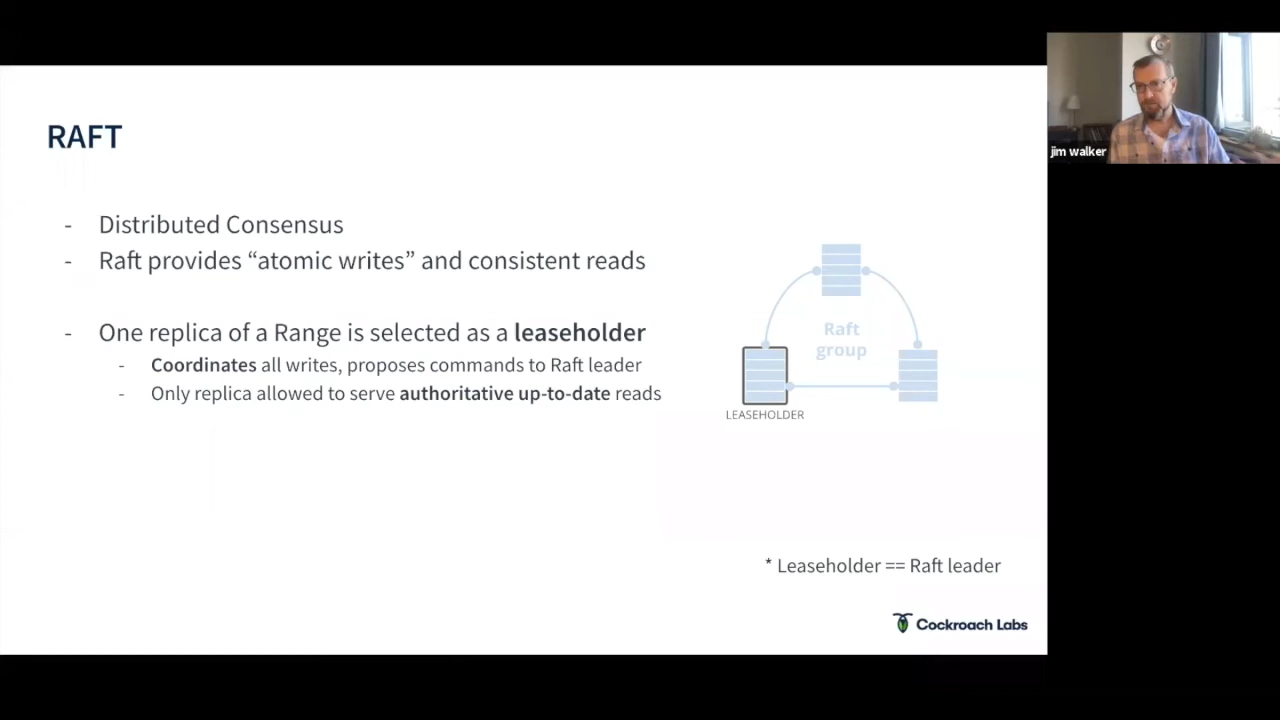 RAFT
- Distributed Consensus
- Raft provides “atomic writes” and consistent reads
- One replica of a Range is selected as a leaseholder
- Coordinates all writes, proposes commands to Raft leader
- Only replica allowed to serve authoritative up-to-date reads
Raft
group
LEASEHOLDER
* Leaseholder == Raft leader
Cockroach Labs
jim walker